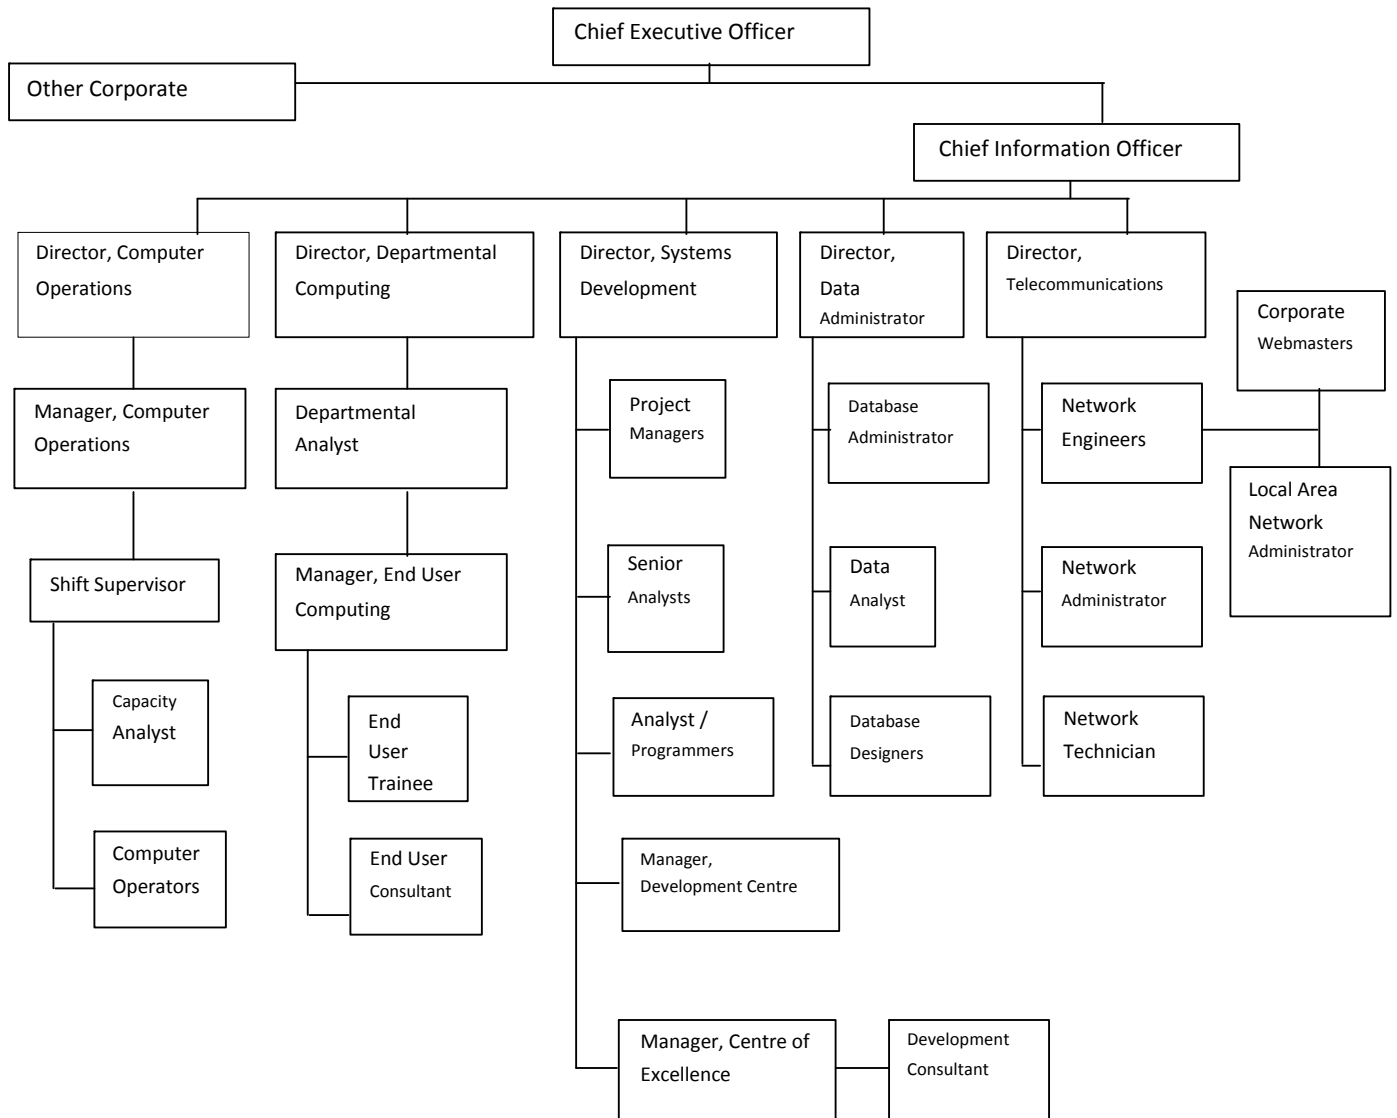 Chief Executive Officer
Other Corporate
Chief Information Officer
Director, Computer
Operations
Director, Departmental
Computing
Director, Systems
Development
Director,
Data
Administrator
Director,
Telecommunications
Corporate
Webmasters
Manager, Computer
Operations
Departmental
Analyst
Project
Managers
Database
Administrator
Network
Engineers
Local Area
Network
Administrator
Shift Supervisor
Manager, End User
Computing
Senior
Analysts
Data
Analyst
Network
Administrator
Capacity
Analyst
End
User
Trainee
Analyst /
Programmers
Database
Designers
Network
Technician
Computer
Operators
End User
Consultant
Manager,
Development Centre
Manager, Centre of
Excellence
Development
Consultant